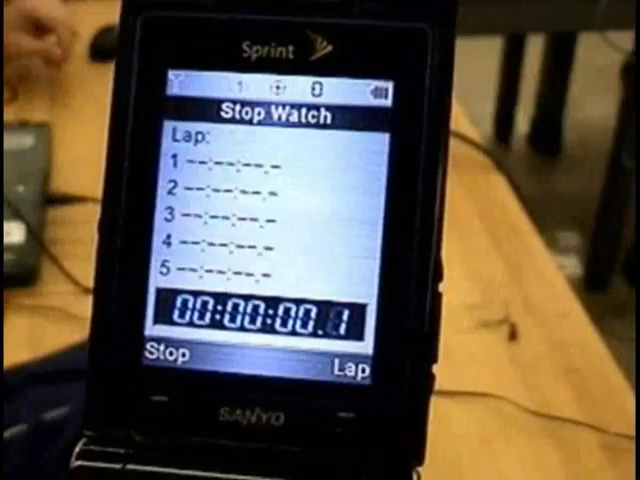 Sprint
Stop Watch
Lap:
1 --:--:--.-
2 --:--:--.-
3 --:--:--.-
4 --:--:--.-
5 --:--:--.-
00:00:00.1
Stop Lap
SANYO